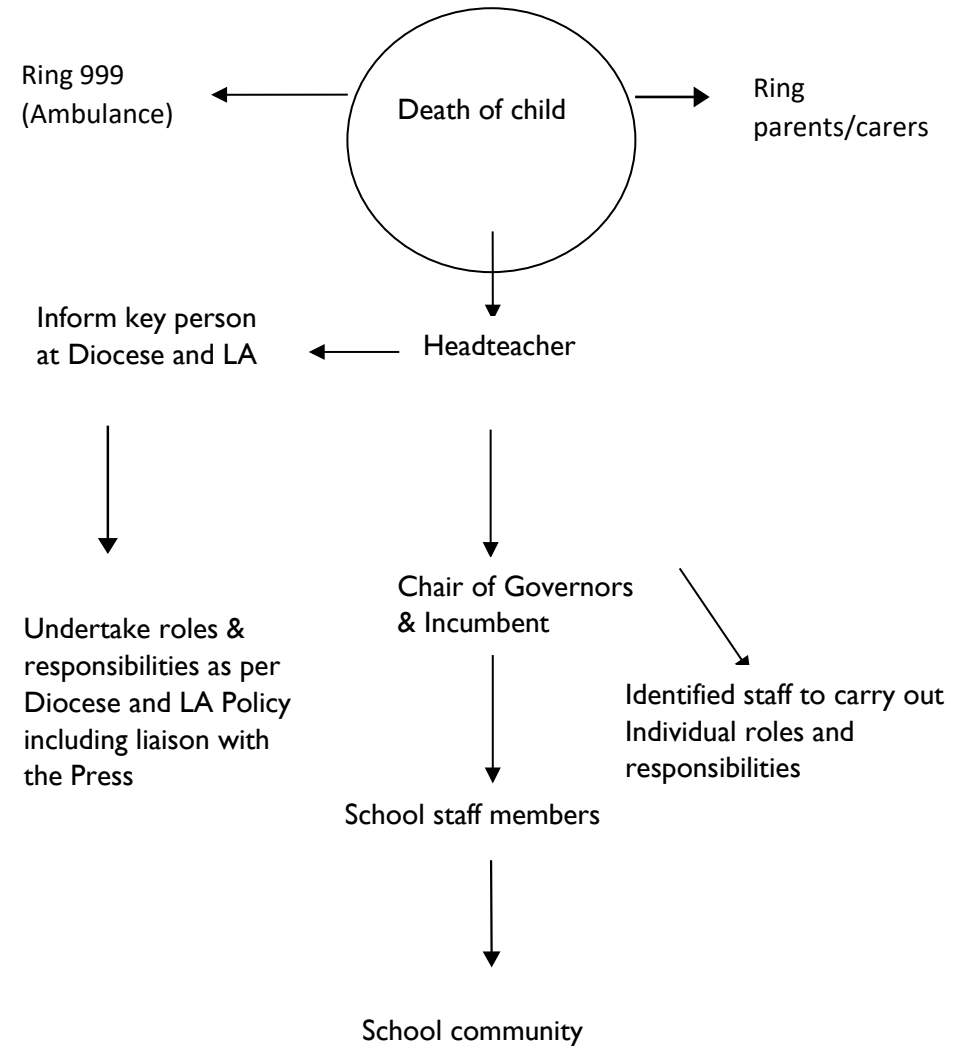 Ring 999
(Ambulance)
Death of child
Ring
parents/carers
Inform key person
at Diocese and LA
Headteacher
Chair of Governors
& Incumbent
Undertake roles &
responsibilities as per
Diocese and LA Policy
including liaison with
the Press
Identified staff to carry out
Individual roles and
responsibilities
School staff members
School community